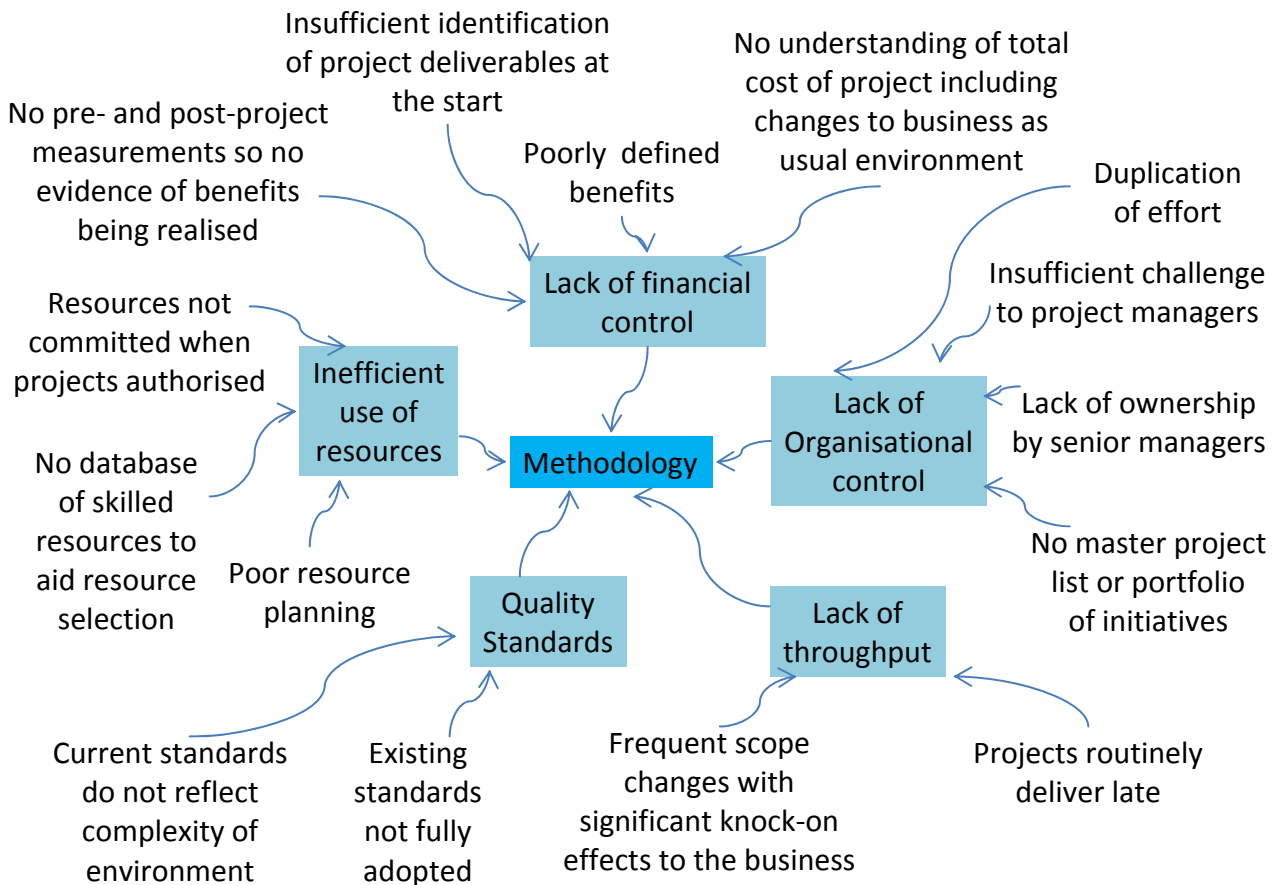 Insufficient identification
of project deliverables at
the start
No understanding of total
cost of project including
changes to business as
usual environment
No pre- and post-project
measurements so no
evidence of benefits
being realised
Poorly defined
benefits
Duplication
of effort
Lack of financial
control
Insufficient challenge
to project managers
Resources not
committed when
projects authorised
Inefficient
use of
resources
Lack of
Organisational
control
Lack of ownership
by senior managers
Methodology
No database
of skilled
resources to
aid resource
selection
Poor resource
planning
Quality
Standards
Lack of
throughput
No master project
list or portfolio
of initiatives
Current standards
do not reflect
complexity of
environment
Existing
standards
not fully
adopted
Frequent scope
changes with
significant knock-on
effects to the business
Projects routinely
deliver late